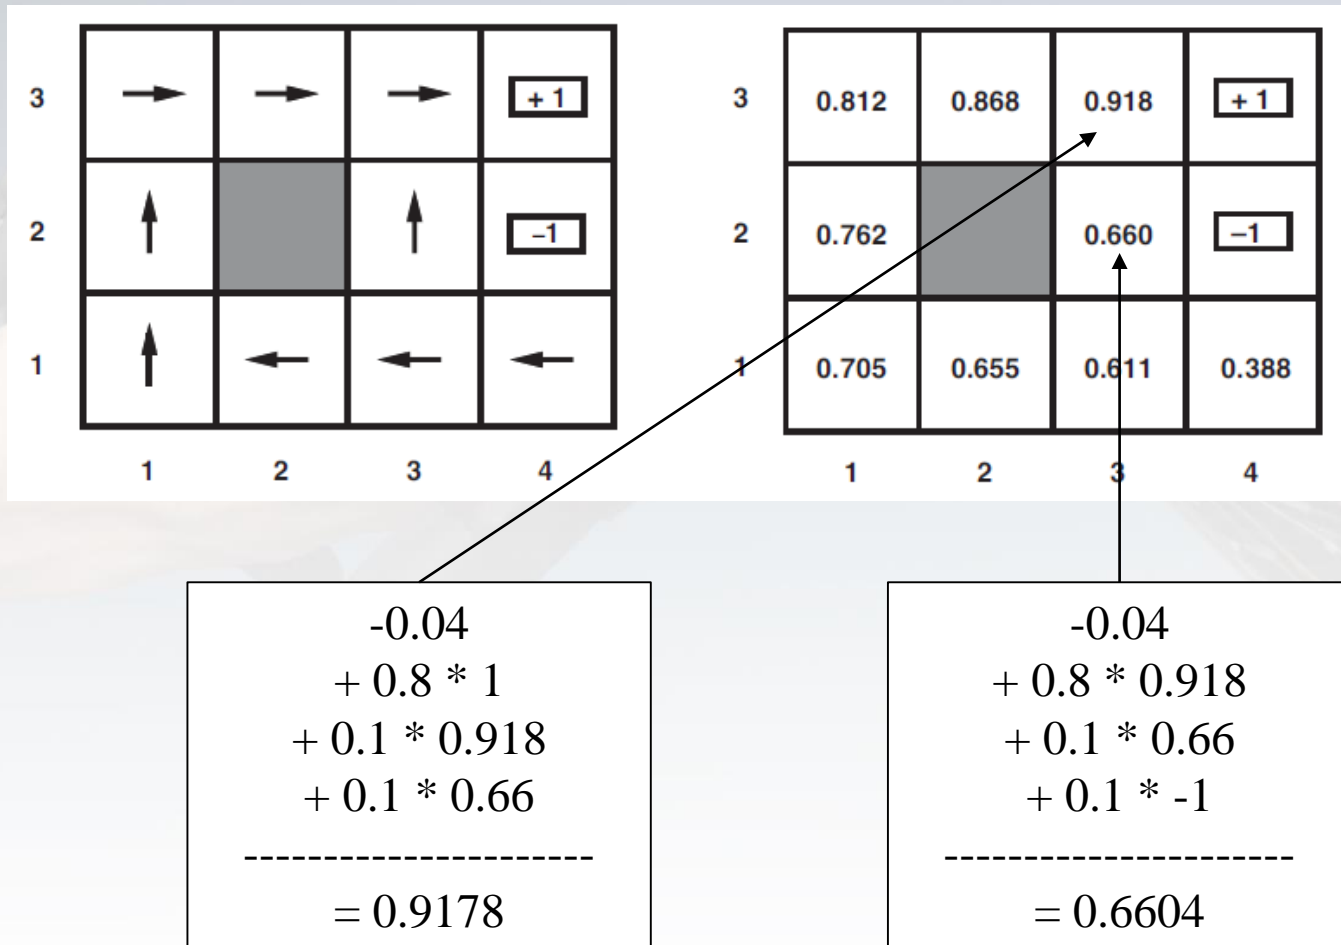 3
+ 1
2
–1
1
1 2 3 4
3 0.812 0.868 0.918 + 1
2 0.762 0.660 –1
1 0.705 0.655 0.611 0.388
1 2 3 4
-0.04
+ 0.8 * 1
+ 0.1 * 0.918
+ 0.1 * 0.66
----------------------
= 0.9178
-0.04
+ 0.8 * 0.918
+ 0.1 * 0.66
+ 0.1 * -1
----------------------
= 0.6604